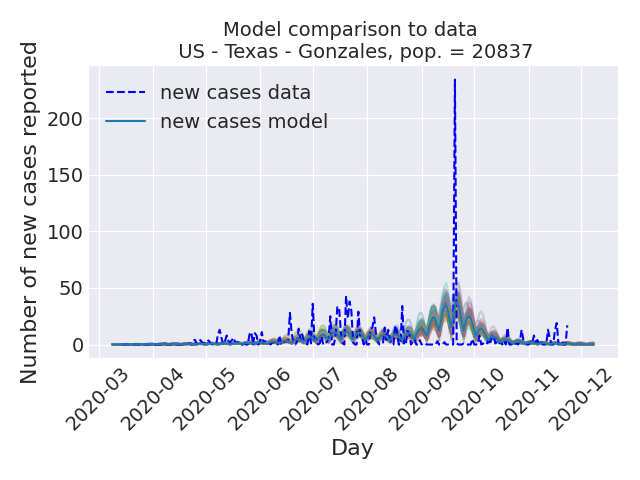 Model comparison to data
US - Texas - Gonzales, pop. = 20837
new cases data
new cases model
Number of new cases reported
200
150
100
50
0
2020-03
2020-04
2020-05
2020-06
2020-07
2020-08
2020-09
2020-10
2020-11
2020-12
Day